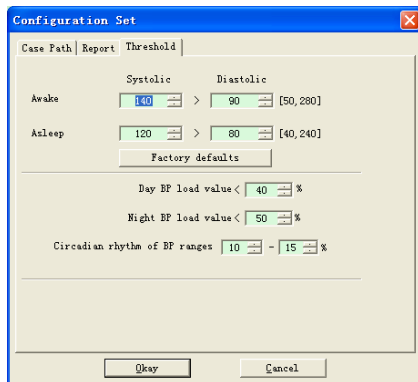 Configuration Set
Case Path Report Threshold
Systolic Diastolic
Awake 140 > 90 [50,280]
Asleep 120 > 80 [40,240]
Factory defaults
Day BP load value< 40 %
Night BP load value< 50 %
Circadian rhythm of BP ranges 10 - 15 %
Okay Cancel